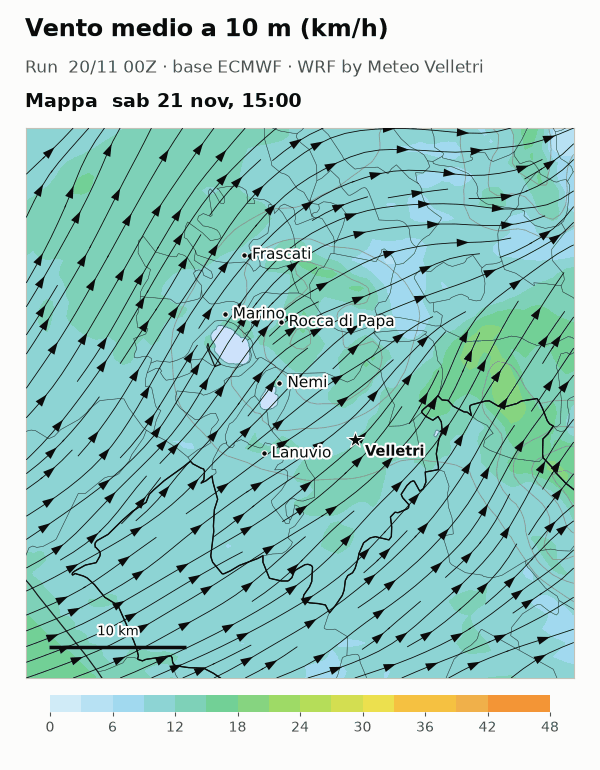 Vento medio a 10 m (km/h)
Run  20/11 00Z · base ECMWF · WRF by Meteo Velletri
Mappa  sab 21 nov, 15:00
Frascati
Marino
Rocca di Papa
Nemi
Velletri
Lanuvio
10 km
0 6 12 18 24 30 36 42 48